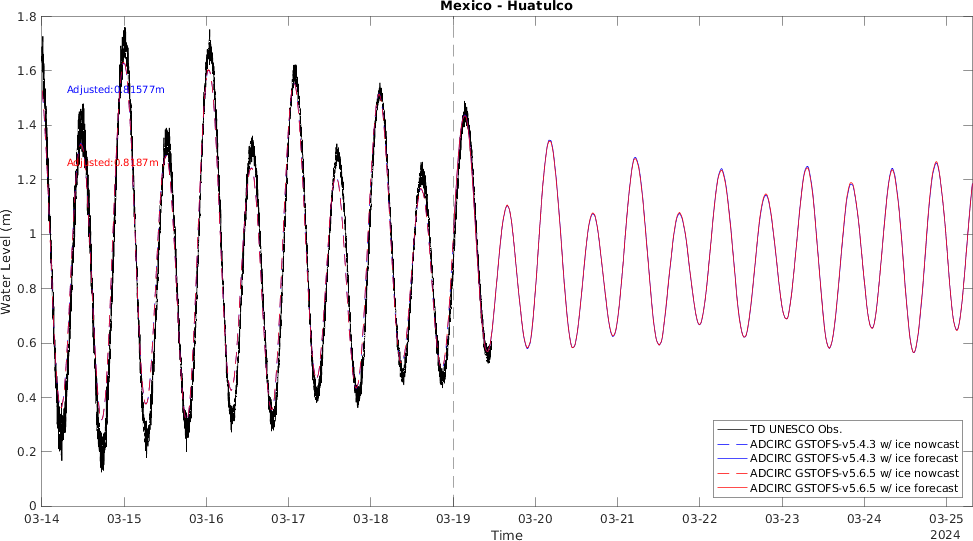 Mexico - Huatulco
1.8
1.6
1.4
1.2
1
0.8
0.6
0.4
0.2
0
Water Level (m)
Adjusted:0.81577m
Adjusted:0.8187m
TD UNESCO Obs.
ADCIRC GSTOFS-v5.4.3 w/ ice nowcast
ADCIRC GSTOFS-v5.4.3 w/ ice forecast
ADCIRC GSTOFS-v5.6.5 w/ ice nowcast
ADCIRC GSTOFS-v5.6.5 w/ ice forecast
03-14 03-15 03-16 03-17 03-18 03-19 03-20 03-21 03-22 03-23 03-24 03-25
2024
Time